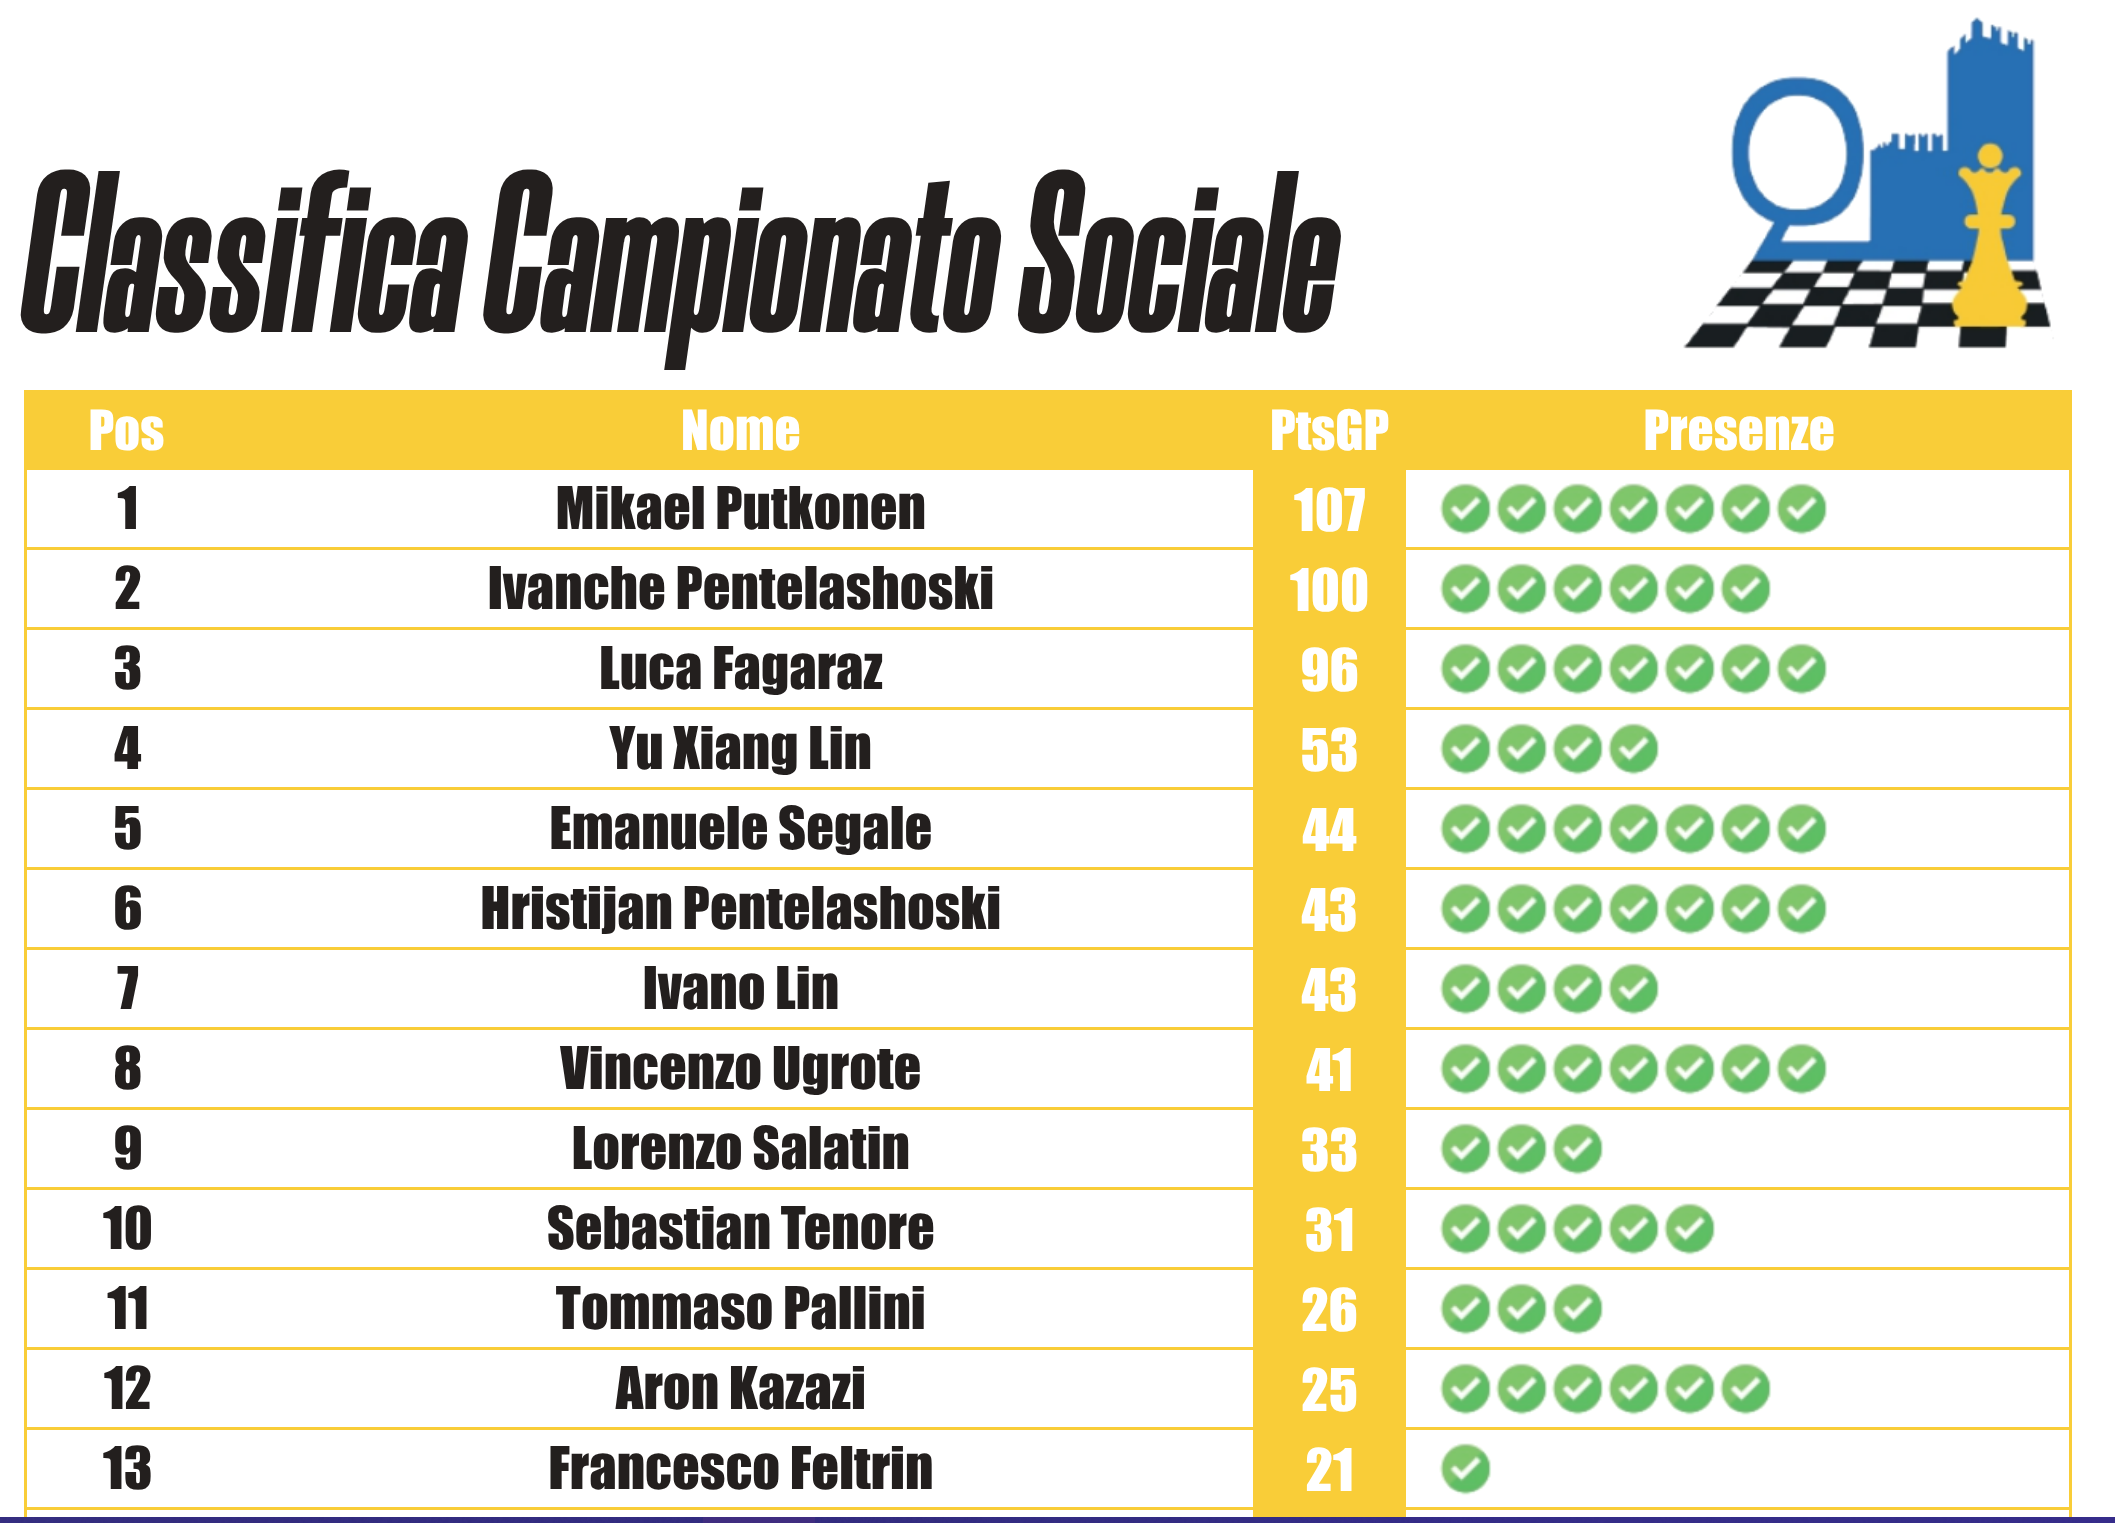 Classifica Campionato Sociale
Pos Nome PtsGP Presenze
1 Mikael Putkonen 107
2 Ivanche Pentelashoski 100
3 Luca Fagaraz 96
4 Yu Xiang Lin 53
5 Emanuele Segale 44
6 Hristijan Pentelashoski 43
7 Ivano Lin 43
8 Vincenzo Ugrote 41
9 Lorenzo Salatin 33
10 Sebastian Tenore 31
11 Tommaso Pallini 26
12 Aron Kazazi 25
13 Francesco Feltrin 21